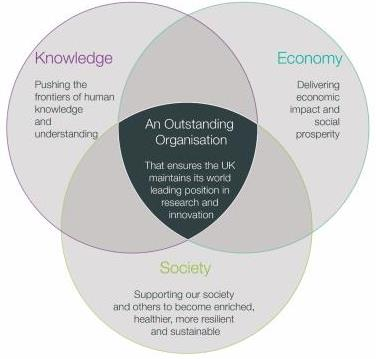 Knowledge
Pushing the
frontiers of human
knowledge
and
understanding
Economy
Delivering
economic
impact and
social
prosperity
An Outstanding
Organisation
That ensures the UK
maintains its world
leading position in
research and
innovation
Society
Supporting our society
and others to become enriched,
healthier, more resilient
and sustainable